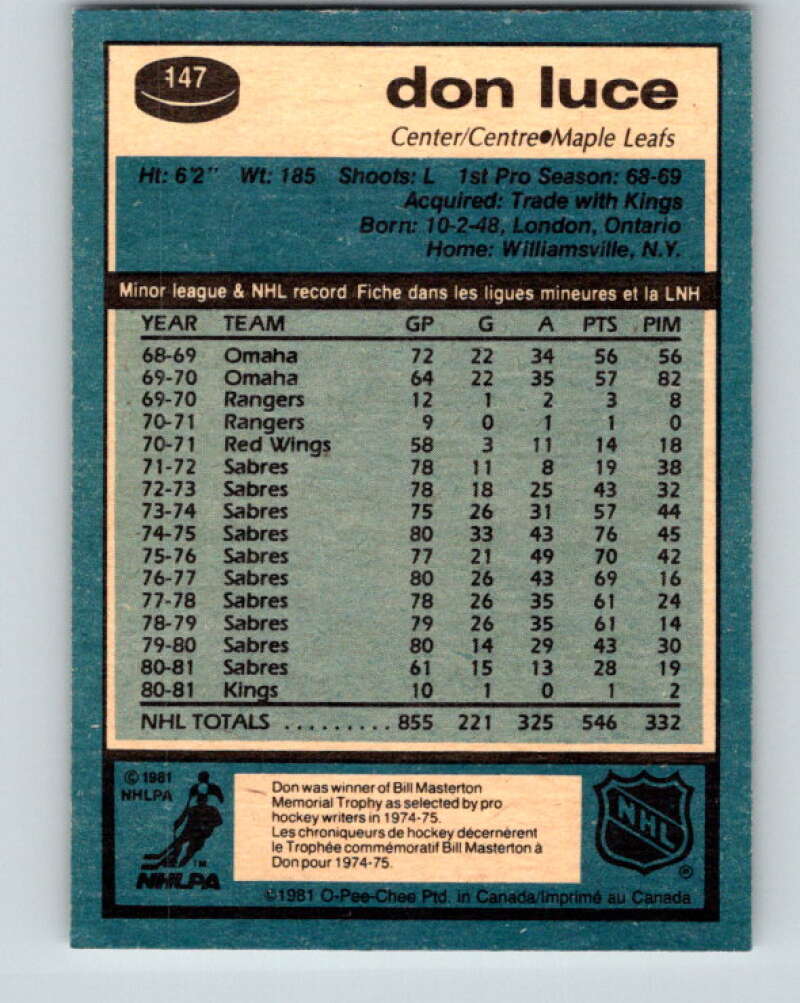 147
don luce
Center/Centre●Maple Leafs
Ht: 6'2" Wt: 185 Shoots: L 1st Pro Season: 68-69
Acquired: Trade with Kings
Born: 10-2-48, London, Ontario
Home: Williamsville, N.Y.
Minor league & NHL record Fiche dans les ligues mineures et la LNH
YEAR TEAM GP G A PTS PIM
68-69 Omaha 72 22 34 56 56
69-70 Omaha 64 22 35 57 82
69-70 Rangers 12 1 2 3 8
70-71 Rangers 9 0 1 1 0
70-71 Red Wings 58 3 11 14 18
71-72 Sabres 78 11 8 19 38
72-73 Sabres 78 18 25 43 32
73-74 Sabres 75 26 31 57 44
74-75 Sabres 80 33 43 76 45
75-76 Sabres 77 21 49 70 42
76-77 Sabres 80 26 43 69 16
77-78 Sabres 78 26 35 61 24
78-79 Sabres 79 26 35 61 14
79-80 Sabres 80 14 29 43 30
80-81 Sabres 61 15 13 28 19
80-81 Kings 10 1 0 1 2
NHL TOTALS .......... 855 221 325 546 332
© 1981
NHLPA
TM
NHLPA
Don was winner of Bill Masterton
Memorial Trophy as selected by pro
hockey writers in 1974-75.
Les chroniqueurs de hockey décernèrent
le Trophée commémoratif Bill Masterton à
Don pour 1974-75.
NHL
®
©1981 O-Pee-Chee Ptd. in Canada/Imprimé au Canada